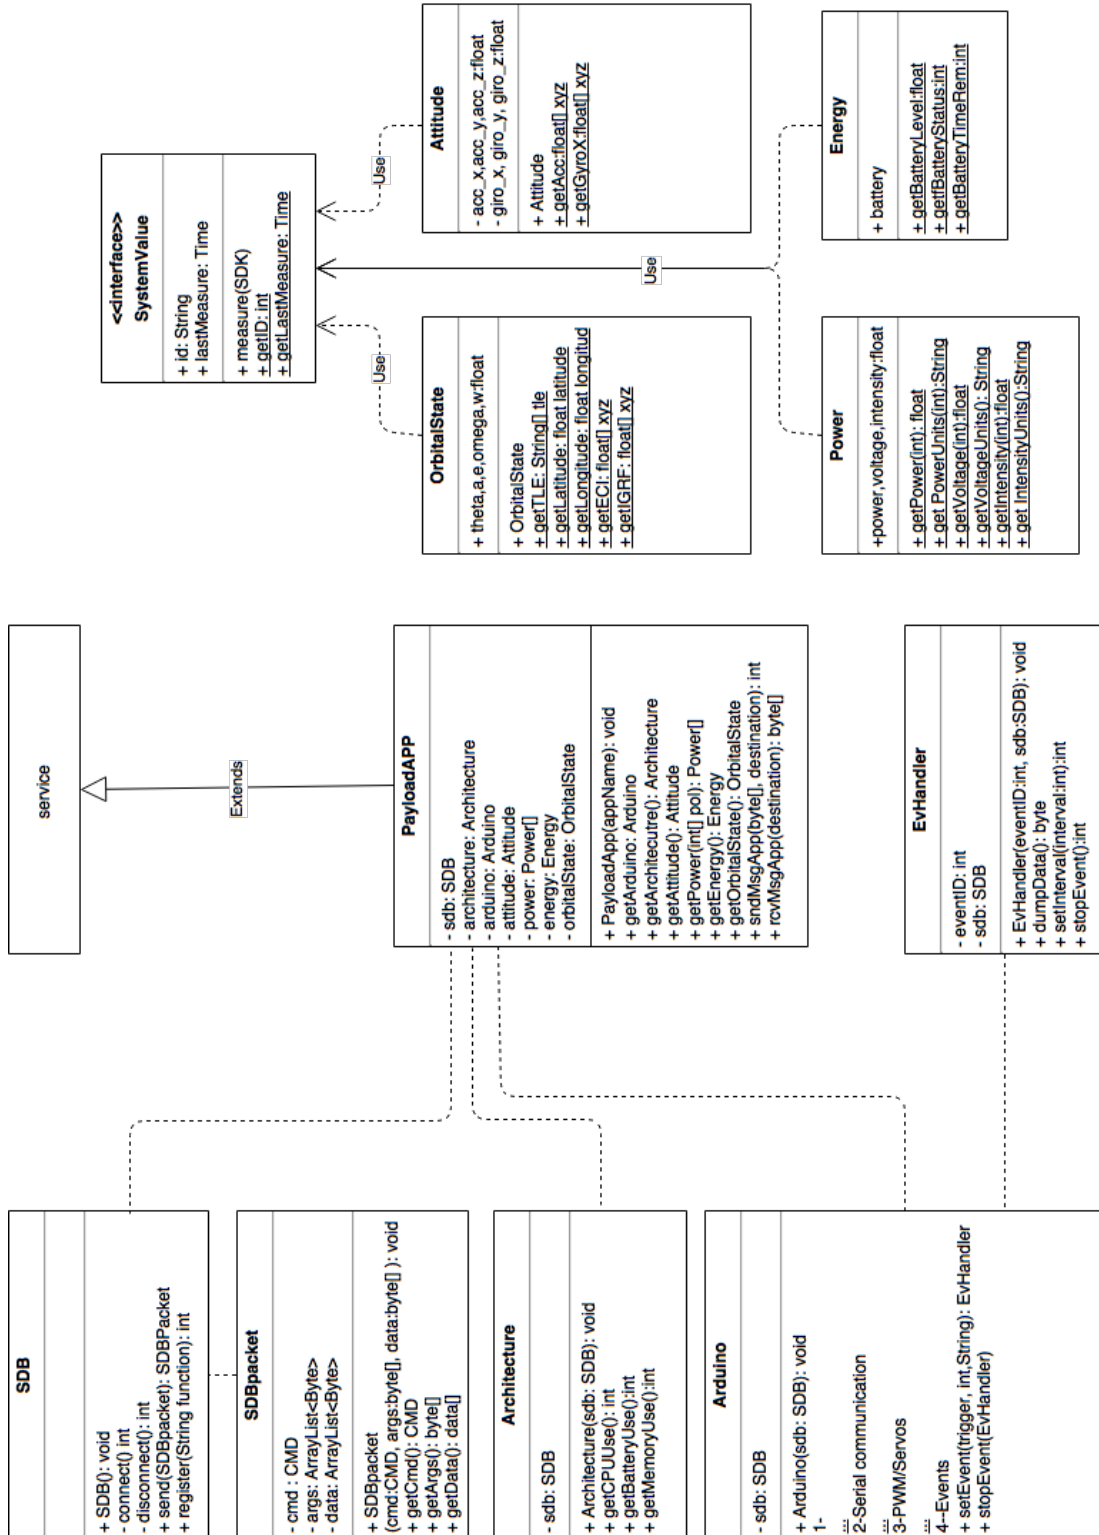 SDB
+ SDB(): void
- connect() int
- disconnect(): int
+ send(SDBpacket): SDBPacket
+ register(String function): int
SDBpacket
- cmd : CMD
- args: ArrayList<Byte>
- data: ArrayList<Byte>
+ SDBpacket
(cmd:CMD, args:byte[], data:byte[] ): void
+ getCmd(): CMD
+ getArgs(): byte[]
+ getData(): data[]
Architecture
- sdb: SDB
+ Architecture(sdb: SDB): void
+ getCPUUse(): int
+ getBatteryUse():int
+ getMemoryUse():int
Arduino
- sdb: SDB
+ Arduino(sdb: SDB): void
1-
...
2-Serial communication
...
3-PWM/Servos
...
4--Events
+ setEvent(trigger, int,String): EvHandler
+ stopEvent(EvHandler)
service
Extends
PayloadAPP
- sdb: SDB
- architecture: Architecture
- arduino: Arduino
- attitude: Attitude
- power: Power[]
- energy: Energy
- orbitalState: OrbitalState
+ PayloadApp(appName): void
+ getArduino: Arduino
+ getArchitecutre(): Architecture
+ getAttitude(): Attitude
+ getPower(int[] pol): Power[]
+ getEnergy(): Energy
+ getOrbitalState(): OrbitalState
+ sndMsgApp(byte[], destination): int
+ rcvMsgApp(destination): byte[]
EvHandler
- eventID: int
- sdb: SDB
+ EvHandler(eventID:int, sdb:SDB): void
+ dumpData(): byte
+ setInterval(interval:int):int
+ stopEvent():int
<<interface>>
SystemValue
+ id: String
+ lastMeasure: Time
+ measure(SDK)
+ getID: int
+ getLastMeasure: Time
Use
Use
Use
OrbitalState
+ theta,a,e,omega,w:float
+ OrbitalState
+ getTLE: String[] tle
+ getLatitude: float latitude
+ getLongitude: float longitud
+ getECI: float[] xyz
+ getIGRF: float[] xyz
Attitude
- acc_x,acc_y,acc_z:float
- giro_x, giro_y, giro_z:float
+ Attitude
+ getAcc:float[] xyz
+ getGyroX:float[] xyz
Power
+power,voltage,intensity:float
+ getPower(int): float
+ get PowerUnits(int):String
+ getVoltage(int):float
+ getVoltageUnits(): String
+ getIntensity(int):float
+ get IntensityUnits():String
Energy
+ battery
+ getBatteryLevel:float
+ getfBatteryStatus:int
+ getBatteryTimeRem:int